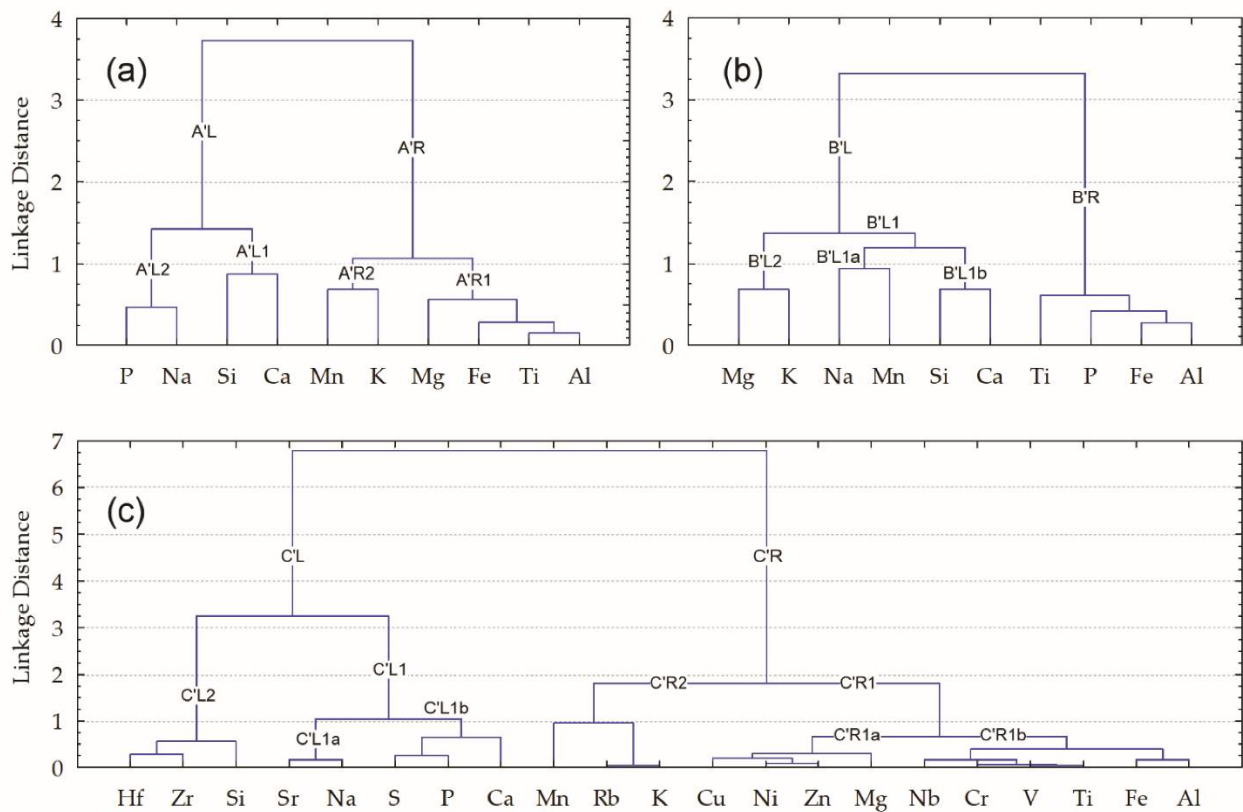 4
(a)
3
A'L
A'R
2
A'L1
1
A'L2
A'R2
A'R1
0
P Na Si Ca Mn K Mg Fe Ti Al
Linkage Distance
4
(b)
3
B'L
2
B'R
B'L1
B'L2
B'L1a
B'L1b
1
0
Mg K Na Mn Si Ca Ti P Fe Al
7
6
(c)
5
C'L
C'R
4
3
2
C'L1
C'R2
C'R1
C'L2
C'L1b
1
C'L1a
C'R1a
C'R1b
0
Hf Zr Si Sr Na S P Ca Mn Rb K Cu Ni Zn Mg Nb Cr V Ti Fe Al
Linkage Distance